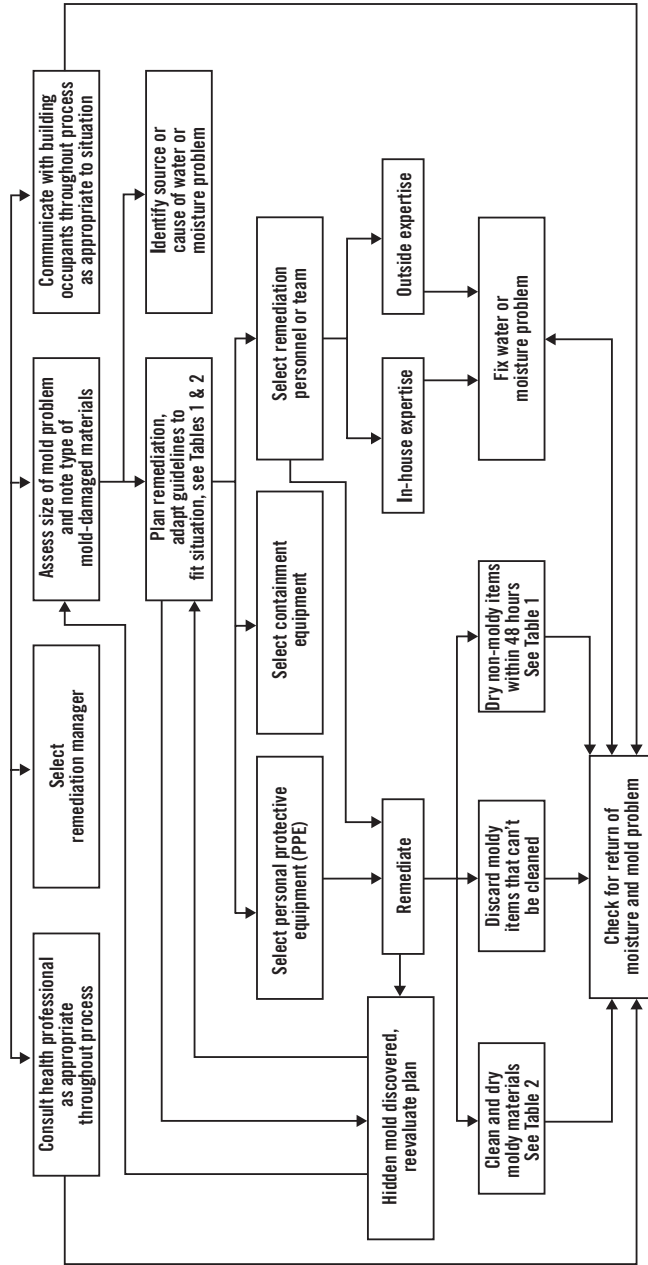 Consult health professional
as appropriate
throughout process
Select
remediation manager
Assess size of mold problem
and note type of
mold-damaged materials
Communicate with building
occupants throughout process
as appropriate to situation
Plan remediation,
adapt guidelines to
fit situation, see Tables 1 & 2
Identify source or
cause of water or
moisture problem
Select personal protective
equipment (PPE)
Select containment
equipment
Select remediation
personnel or team
Hidden mold discovered,
reevaluate plan
Remediate
In-house expertise
Outside expertise
Clean and dry
moldy materials
See Table 2
Discard moldy
items that can't
be cleaned
Dry non-moldy items
within 48 hours
See Table 1
Fix water or
moisture problem
Check for return of
moisture and mold problem